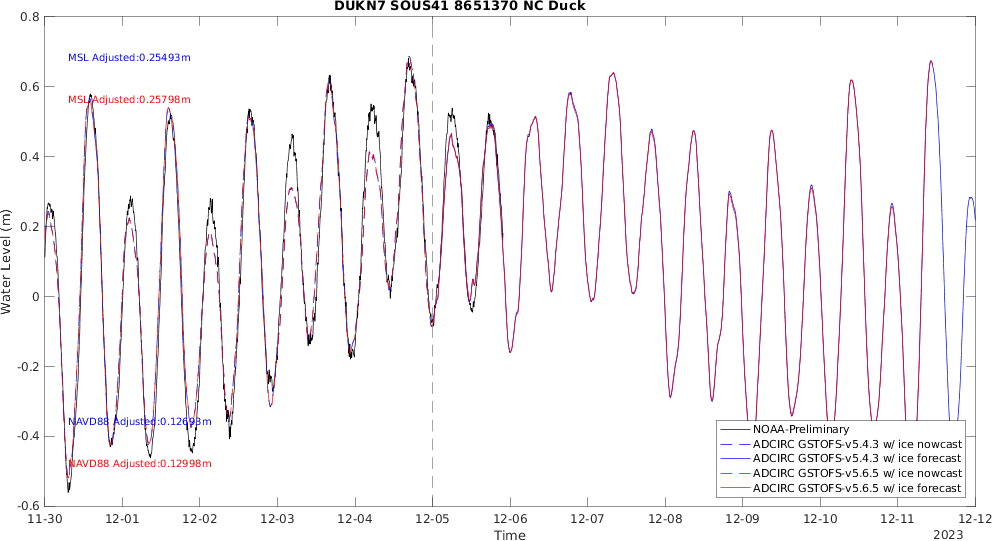 DUKN7 SOUS41 8651370 NC Duck
0.8
0.6
0.4
0.2
0
-0.2
-0.4
-0.6
Water Level (m)
MSL Adjusted:0.25493m
MSL Adjusted:0.25798m
NAVD88 Adjusted:0.12693m
NAVD88 Adjusted:0.12998m
NOAA-Preliminary
ADCIRC GSTOFS-v5.4.3 w/ ice nowcast
ADCIRC GSTOFS-v5.4.3 w/ ice forecast
ADCIRC GSTOFS-v5.6.5 w/ ice nowcast
ADCIRC GSTOFS-v5.6.5 w/ ice forecast
11-30 12-01 12-02 12-03 12-04 12-05 12-06 12-07 12-08 12-09 12-10 12-11 12-12
Time
2023